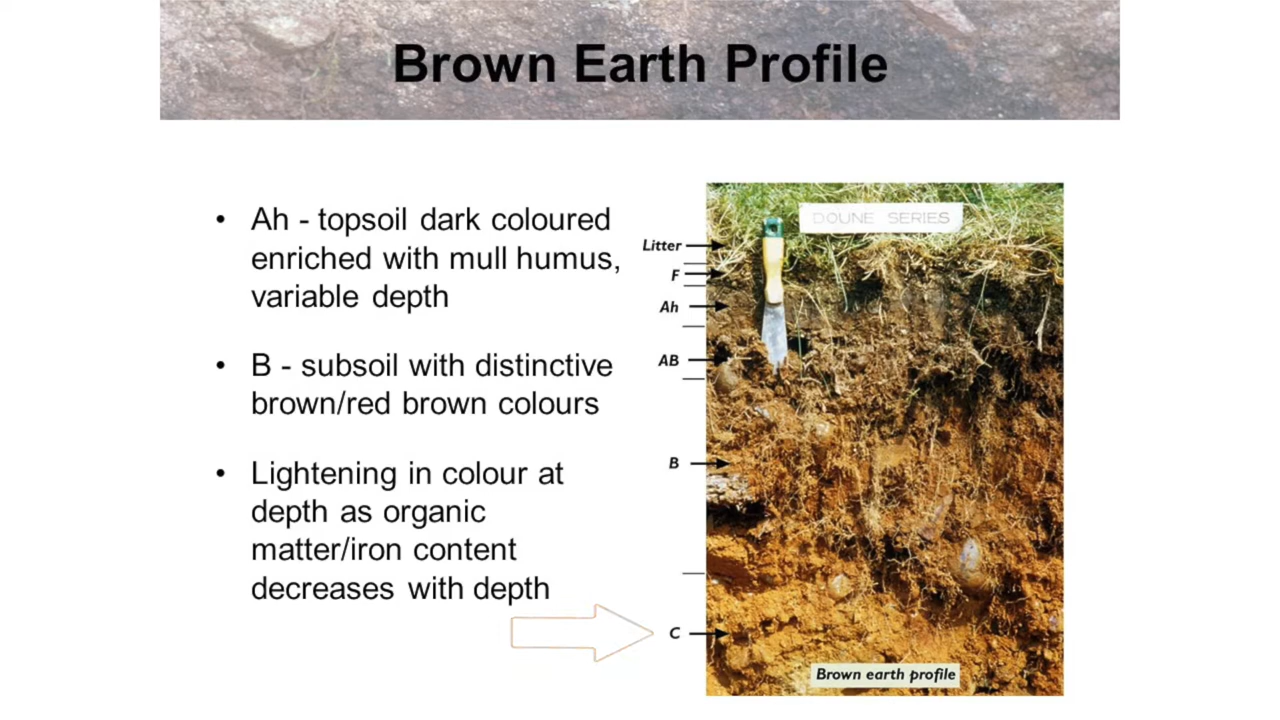 Brown Earth Profile
• Ah - topsoil dark coloured
enriched with mull humus,
variable depth
• B - subsoil with distinctive
brown/red brown colours
• Lightening in colour at
depth as organic
matter/iron content
decreases with depth
DOUNE SERIES
Litter
F
Ah
AB
B
C
Brown earth profile